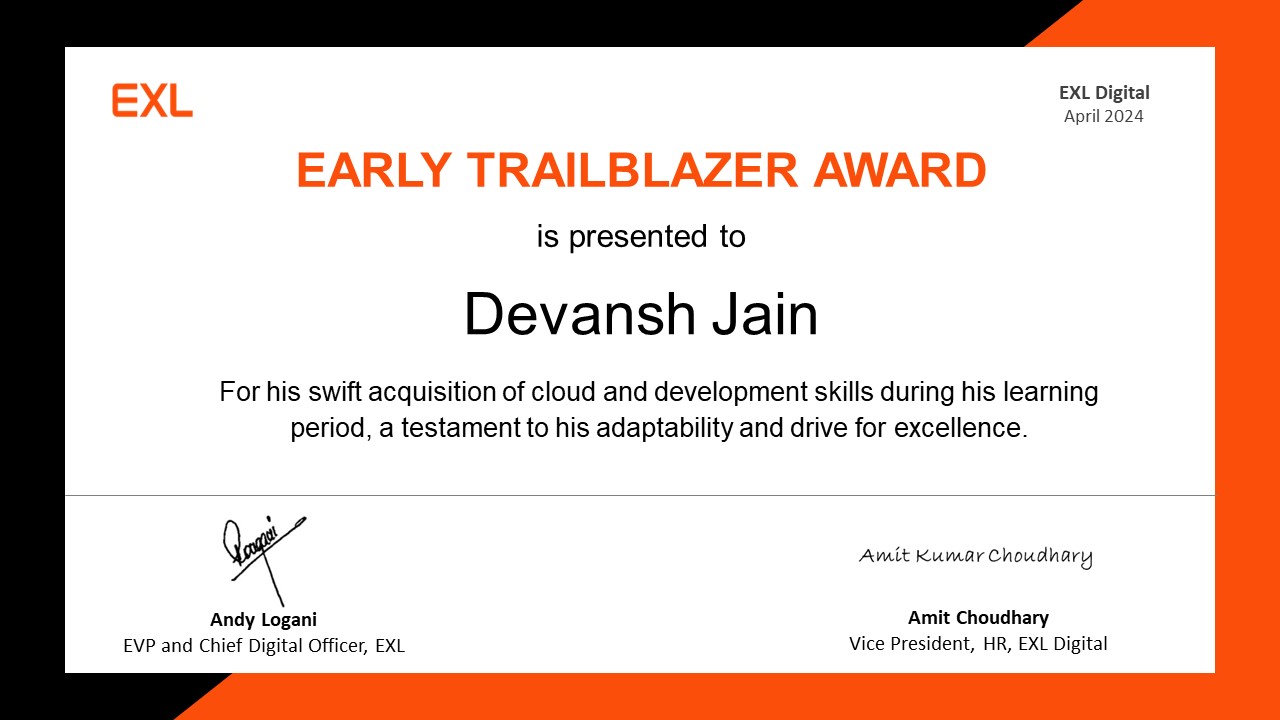 EXL
EXL Digital
April 2024
EARLY TRAILBLAZER AWARD
is presented to
Devansh Jain
For his swift acquisition of cloud and development skills during his learning
period, a testament to his adaptability and drive for excellence.
Amit Kumar Choudhary
Andy Logani
EVP and Chief Digital Officer, EXL
Amit Choudhary
Vice President, HR, EXL Digital